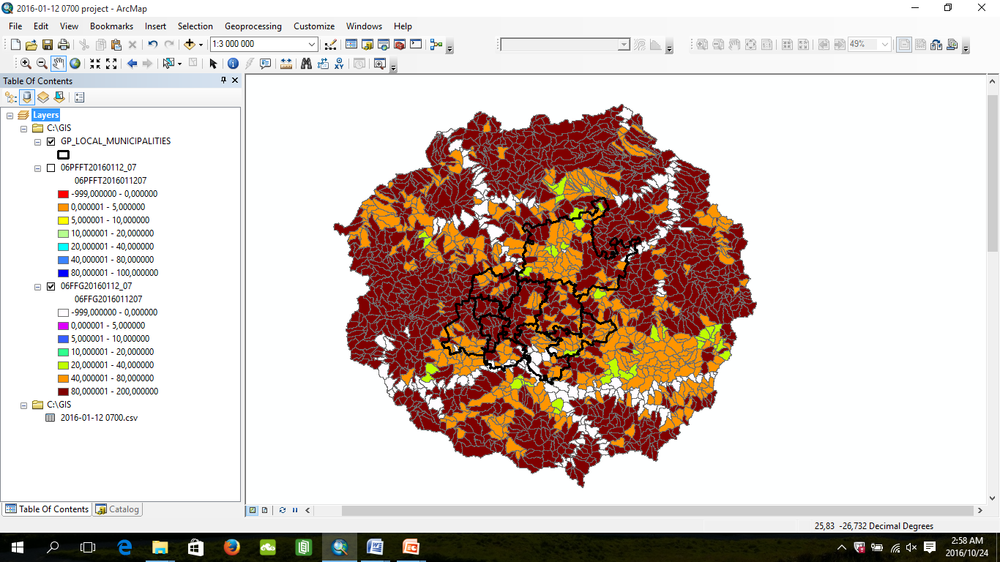 2016-01-12 0700 project - ArcMap
File Edit View Bookmarks Insert Selection Geoprocessing Customize Windows Help
1:3 000 000
49%
Table Of Contents
Layers
C:\GIS
GP_LOCAL_MUNICIPALITIES
06PFFT20160112_07
06PFFT2016011207
-999,000000 - 0,000000
0,000001 - 5,000000
5,000001 - 10,000000
10,000001 - 20,000000
20,000001 - 40,000000
40,000001 - 80,000000
80,000001 - 100,000000
06FFG20160112_07
06FFG2016011207
-999,000000 - 0,000000
0,000001 - 5,000000
5,000001 - 10,000000
10,000001 - 20,000000
20,000001 - 40,000000
40,000001 - 80,000000
80,000001 - 200,000000
C:\GIS
2016-01-12 0700.csv
Table Of Contents Catalog
25,83 -26,732 Decimal Degrees
2:58 AM
2016/10/24